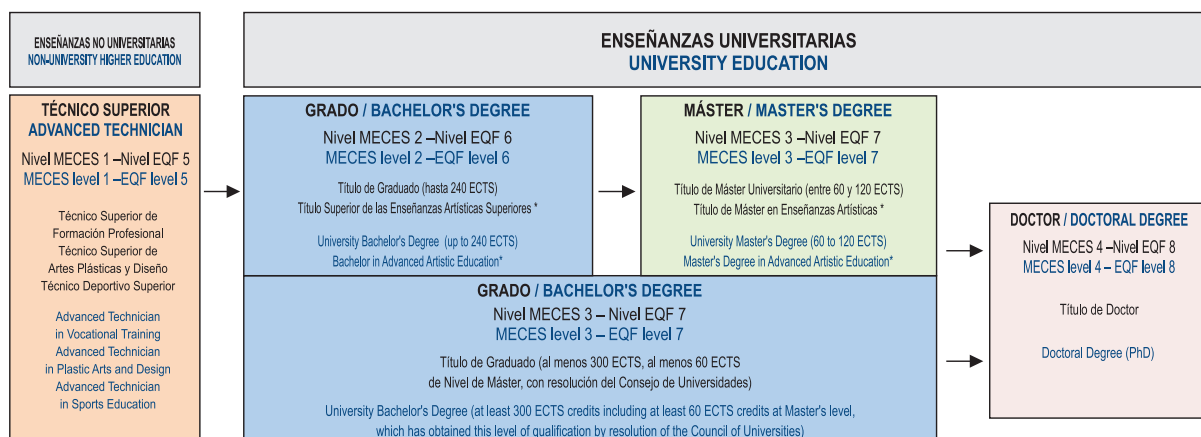 ENSEÑANZAS NO UNIVERSITARIAS
NON-UNIVERSITY HIGHER EDUCATION
ENSEÑANZAS UNIVERSITARIAS
UNIVERSITY EDUCATION
TÉCNICO SUPERIOR
ADVANCED TECHNICIAN
Nivel MECES 1 –Nivel EQF 5
MECES level 1 –EQF level 5
Técnico Superior de
Formación Profesional
Técnico Superior de
Artes Plásticas y Diseño
Técnico Deportivo Superior
Advanced Technician
in Vocational Training
Advanced Technician
in Plastic Arts and Design
Advanced Technician
in Sports Education
GRADO / BACHELOR'S DEGREE
Nivel MECES 2 –Nivel EQF 6
MECES level 2 –EQF level 6
Título de Graduado (hasta 240 ECTS)
Título Superior de las Enseñanzas Artísticas Superiores *
University Bachelor's Degree (up to 240 ECTS)
Bachelor in Advanced Artistic Education*
MÁSTER / MASTER'S DEGREE
Nivel MECES 3 –Nivel EQF 7
MECES level 3 –EQF level 7
Título de Máster Universitario (entre 60 y 120 ECTS)
Título de Máster en Enseñanzas Artísticas *
University Master's Degree (60 to 120 ECTS)
Master's Degree in Advanced Artistic Education*
GRADO / BACHELOR'S DEGREE
Nivel MECES 3 – Nivel EQF 7
MECES level 3 – EQF level 7
Título de Graduado (al menos 300 ECTS, al menos 60 ECTS
de Nivel de Máster, con resolución del Consejo de Universidades)
University Bachelor's Degree (at least 300 ECTS credits including at least 60 ECTS credits at Master's level,
which has obtained this level of qualification by resolution of the Council of Universities)
DOCTOR / DOCTORAL DEGREE
Nivel MECES 4 –Nivel EQF 8
MECES level 4 – EQF level 8
Título de Doctor
Doctoral Degree (PhD)